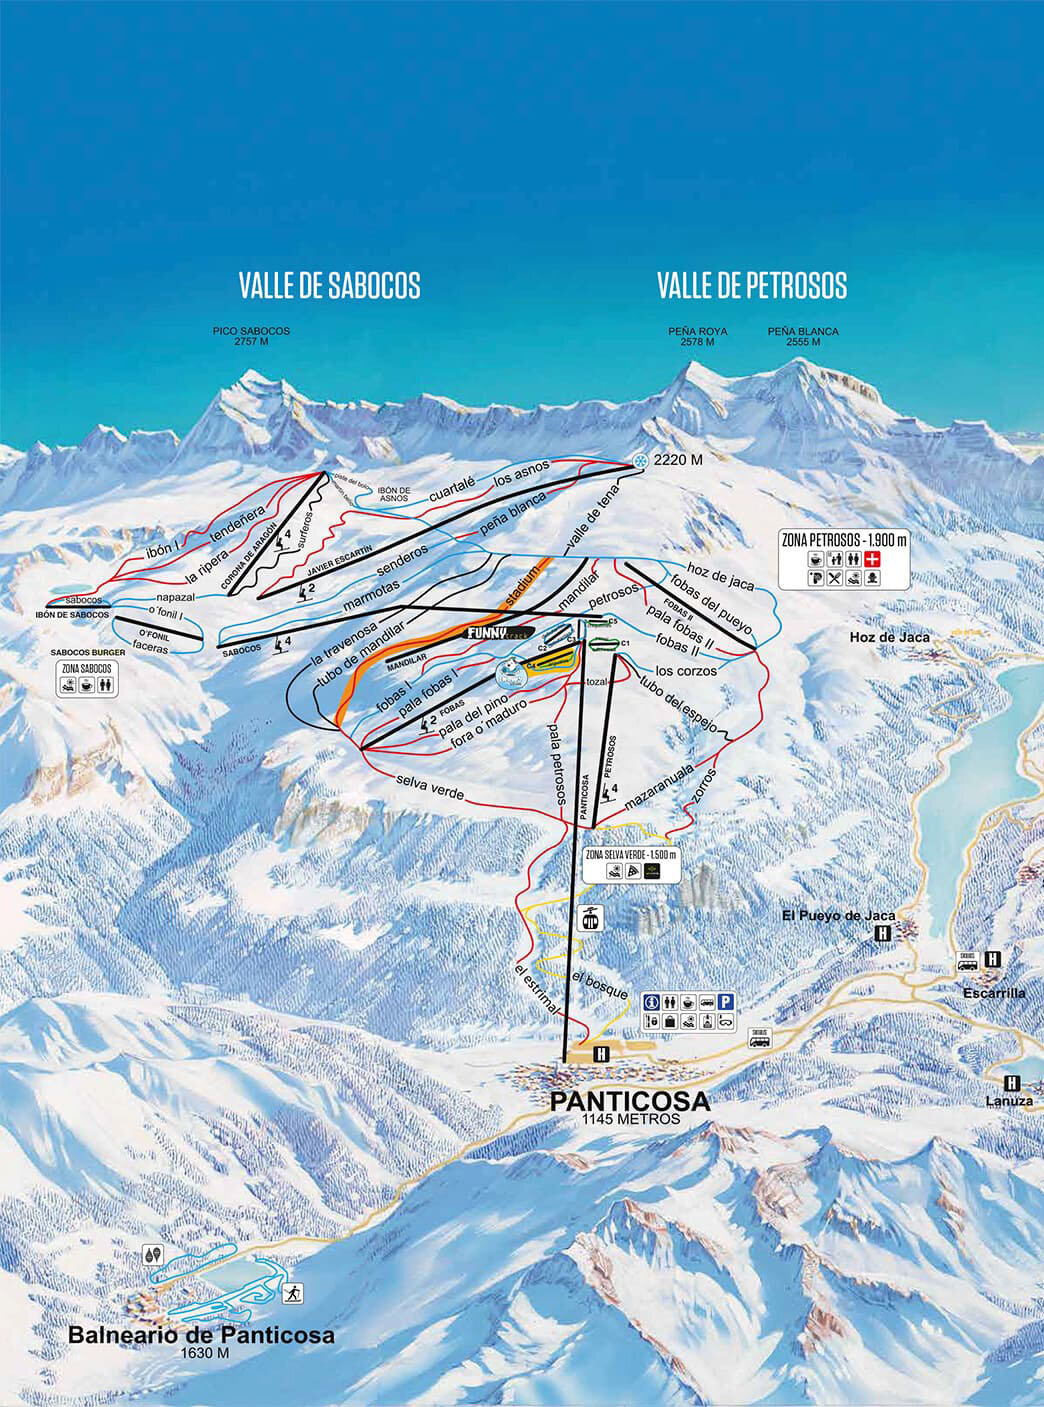 VALLE DE SABOCOS
VALLE DE PETROSOS
PICO SABOCOS
2757 M
PEÑA ROYA
2578 M
PEÑA BLANCA
2555 M
2220 M
IBÓN DE
ASNOS
cuartalé
los asnos
peña blanca
valle de tena
ibón I
tendeñera
la ripera
CORONA DE ARAGÓN
4
surferos
JAVIER ESCARTIN
2
senderos
marmotas
stadium
mandilar
petrosos
hoz de jaca
fobas del pueyo
FOBAS II
pala fobas II
fobas II
los corzos
ZONA PETROSOS - 1.900 m
sabocos
IBÓN DE SABOCOS
napazal
o´fonil I
O´FONIL
faceras
SABOCOS
4
SABOCOS BURGER
ZONA SABOCOS
la travenosa
tubo de mandilar
MANDILAR
FUNNY
track
C5
C3
C2
C1
C4
tozal
fobas I
pala fobas I
FOBAS
2
pala del pino
fora o´maduro
tubo del espejo
selva verde
pala petrosos
PANTICOSA
PETROSOS
4
mazaranuala
zorros
ZONA SELVA VERDE - 1.500 m
Hoz de Jaca
El Pueyo de Jaca
H
SKIBUS
H
Escarrilla
el estrimal
el bosque
P
SKIBUS
H
H
Lanuza
PANTICOSA
1145 METROS
Balneario de Panticosa
1630 M